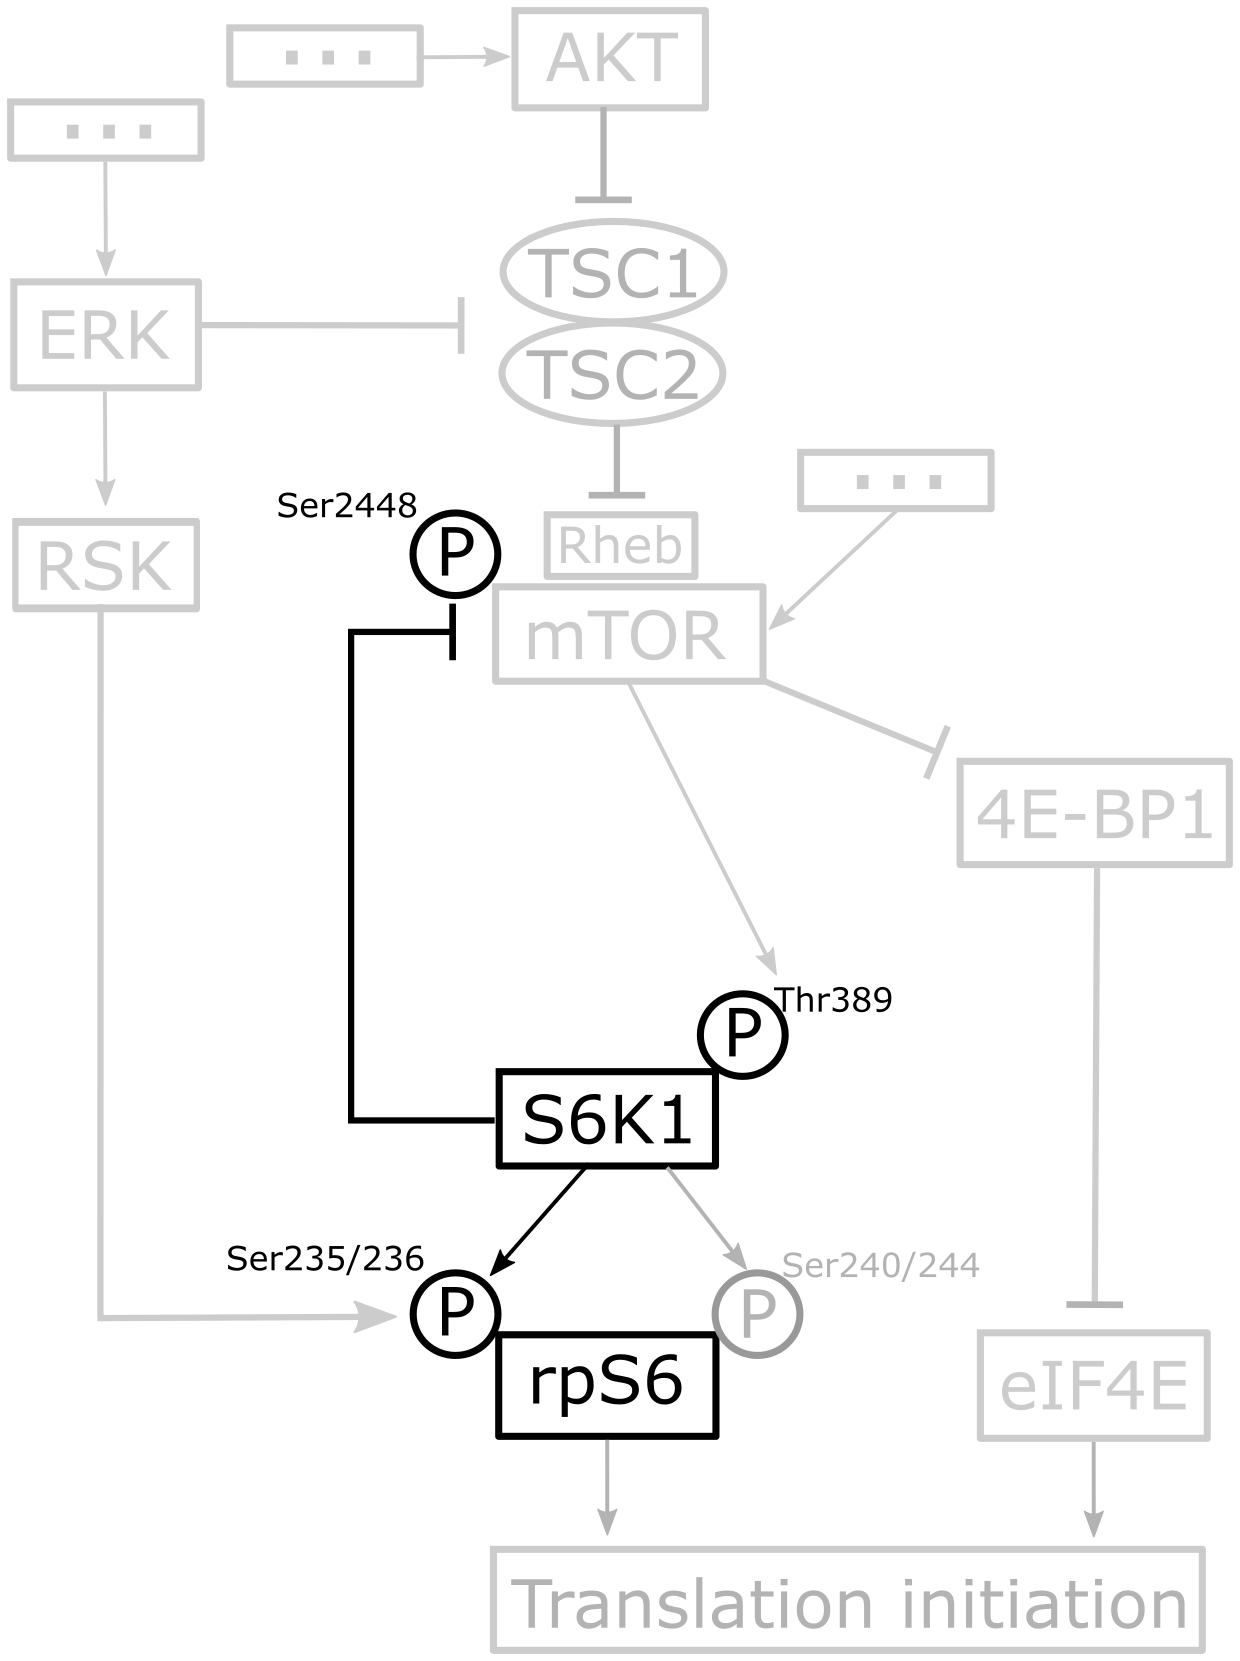 . . .
AKT
. . .
TSC1
ERK
TSC2
. . .
Ser2448
P
Rheb
RSK
mTOR
4E-BP1
Thr389
P
S6K1
Ser235/236
Ser240/244
P
P
rpS6
eIF4E
Translation initiation